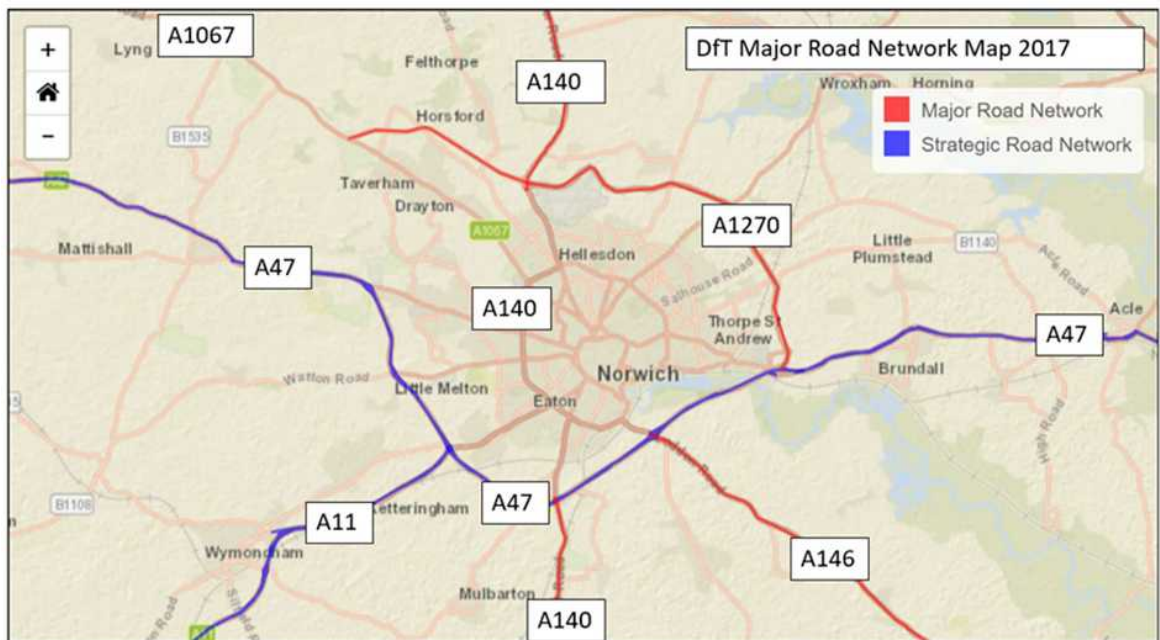 A1067
Lyng
+
−
Felthorpe
A140
DfT Major Road Network Map 2017
Wroxham
Horning
Major Road Network
Strategic Road Network
Horsford
B1535
Taverham
Drayton
A1067
A1270
Mattishall
A47
Hellesdon
Little
Plumstead
B1140
Salhouse Road
A140
Thorpe St
Andrew
Acle
A47
Norwich
Brundall
Watton Road
Little Melton
Eaton
High Road
B1108
Ketteringham
A47
A11
Wymondham
A146
Mulbarton
A140